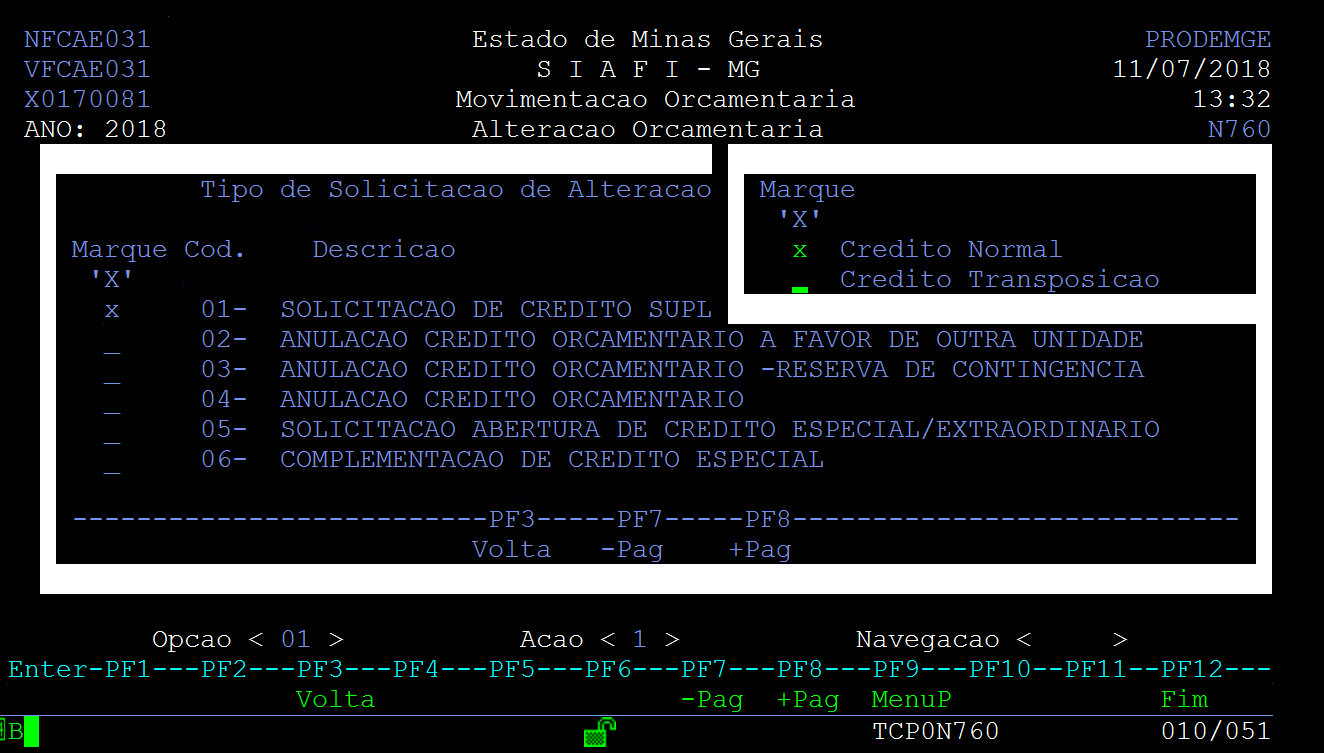 NFCAE031 Estado de Minas Gerais PRODEMGE
VFCAE031 S I A F I - MG 11/07/2018
X0170081 Movimentacao Orcamentaria 13:32
ANO: 2018 Alteracao Orcamentaria N760
Tipo de Solicitacao de Alteracao Marque
'X'
Marque Cod. Descricao x Credito Normal
'X' _ Credito Transposicao
x 01- SOLICITACAO DE CREDITO SUPL
_ 02- ANULACAO CREDITO ORCAMENTARIO A FAVOR DE OUTRA UNIDADE
_ 03- ANULACAO CREDITO ORCAMENTARIO -RESERVA DE CONTINGENCIA
_ 04- ANULACAO CREDITO ORCAMENTARIO
_ 05- SOLICITACAO ABERTURA DE CREDITO ESPECIAL/EXTRAORDINARIO
_ 06- COMPLEMENTACAO DE CREDITO ESPECIAL
--------------------------PF3-----PF7-----PF8----------------------------
Volta -Pag +Pag
Opcao < 01 > Acao < 1 > Navegacao < >
Enter-PF1---PF2---PF3---PF4---PF5---PF6---PF7---PF8---PF9---PF10--PF11--PF12---
Volta -Pag +Pag MenuP Fim
B TCP0N760 010/051